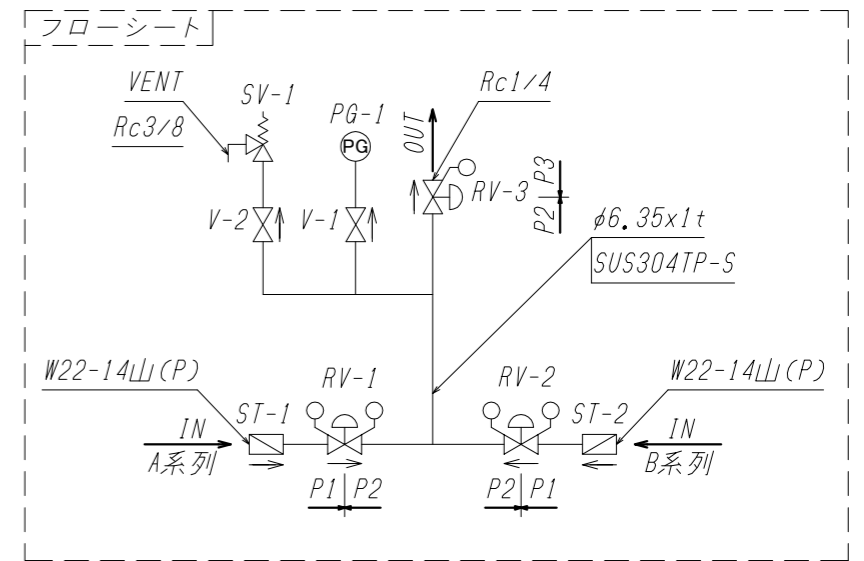 フローシート
VENT
Rc3/8
SV-1
PG-1
PG
OUT
Rc1/4
RV-3
P3
P2
V-2
V-1
φ6.35x1t
SUS304TP-S
W22-14山(P)
ST-1
RV-1
RV-2
ST-2
W22-14山(P)
IN
A系列
IN
B系列
P1
P2
P2
P1